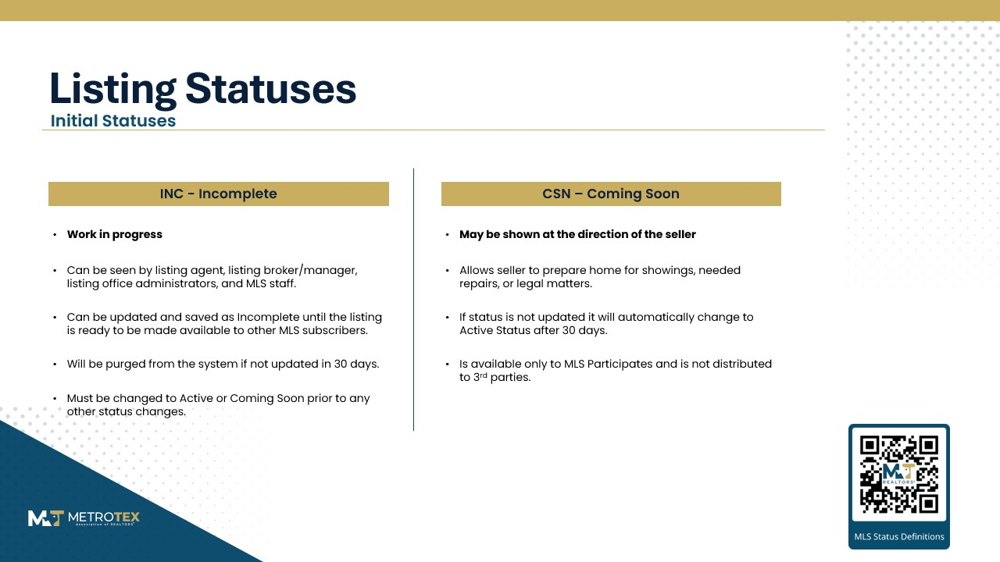 Listing Statuses
Initial Statuses
INC - Incomplete
• Work in progress
• Can be seen by listing agent, listing broker/manager,
listing office administrators, and MLS staff.
• Can be updated and saved as Incomplete until the listing
is ready to be made available to other MLS subscribers.
• Will be purged from the system if not updated in 30 days.
• Must be changed to Active or Coming Soon prior to any
other status changes.
CSN – Coming Soon
• May be shown at the direction of the seller
• Allows seller to prepare home for showings, needed
repairs, or legal matters.
• If status is not updated it will automatically change to
Active Status after 30 days.
• Is available only to MLS Participates and is not distributed
to 3rd parties.
MT METROTEX
Association of REALTORS®
MT
REALTORS®
MLS Status Definitions